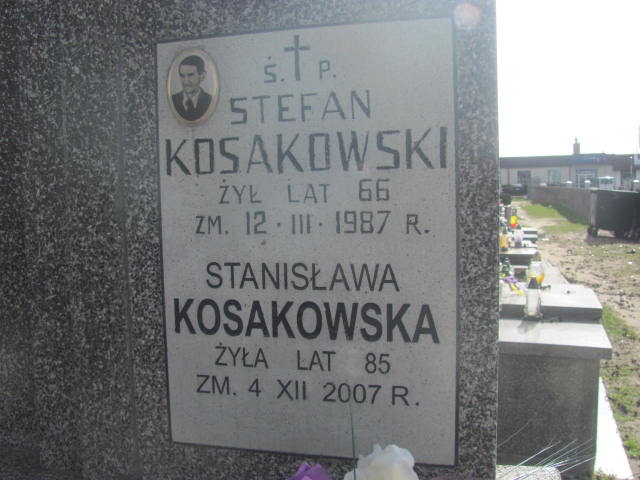 Ś. P.
STEFAN
KOSAKOWSKI
ŻYŁ LAT 66
ZM. 12·III·1987 R.
STANISŁAWA
KOSAKOWSKA
ŻYŁA LAT 85
ZM. 4 XII 2007 R.